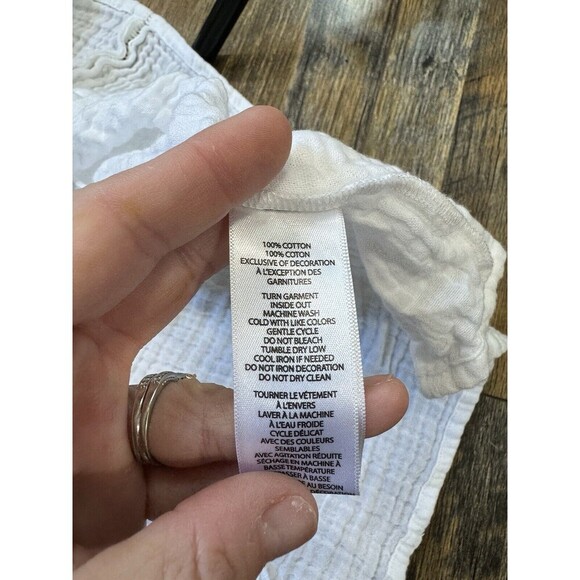 100% COTTON
100% COTON
EXCLUSIVE OF DECORATION
À L'EXCEPTION DES
GARNITURES
TURN GARMENT
INSIDE OUT
MACHINE WASH
COLD WITH LIKE COLORS
GENTLE CYCLE
DO NOT BLEACH
TUMBLE DRY LOW
COOL IRON IF NEEDED
DO NOT IRON DECORATION
DO NOT DRY CLEAN
TOURNER LE VÊTEMENT
À L'ENVERS
LAVER À LA MACHINE
À L'EAU FROIDE
CYCLE DÉLICAT
AVEC DES COULEURS
SEMBLABLES
AVEC AGITATION RÉDUITE
SÉCHAGE EN MACHINE À
BASSE TEMPÉRATURE
À BASSE
AU BESOIN